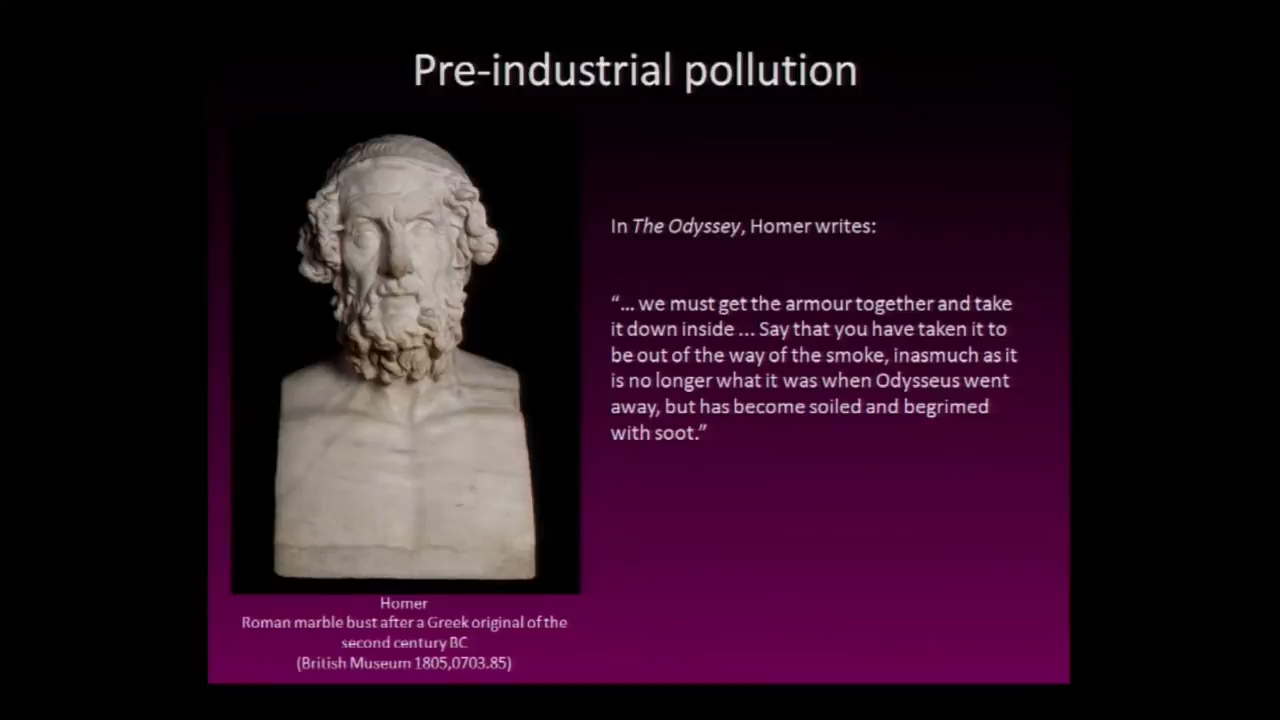 Pre-industrial pollution
In The Odyssey, Homer writes:
“... we must get the armour together and take
it down inside ... Say that you have taken it to
be out of the way of the smoke, inasmuch as it
is no longer what it was when Odysseus went
away, but has become soiled and begrimed
with soot.”
Homer
Roman marble bust after a Greek original of the
second century BC
(British Museum 1805,0703.85)